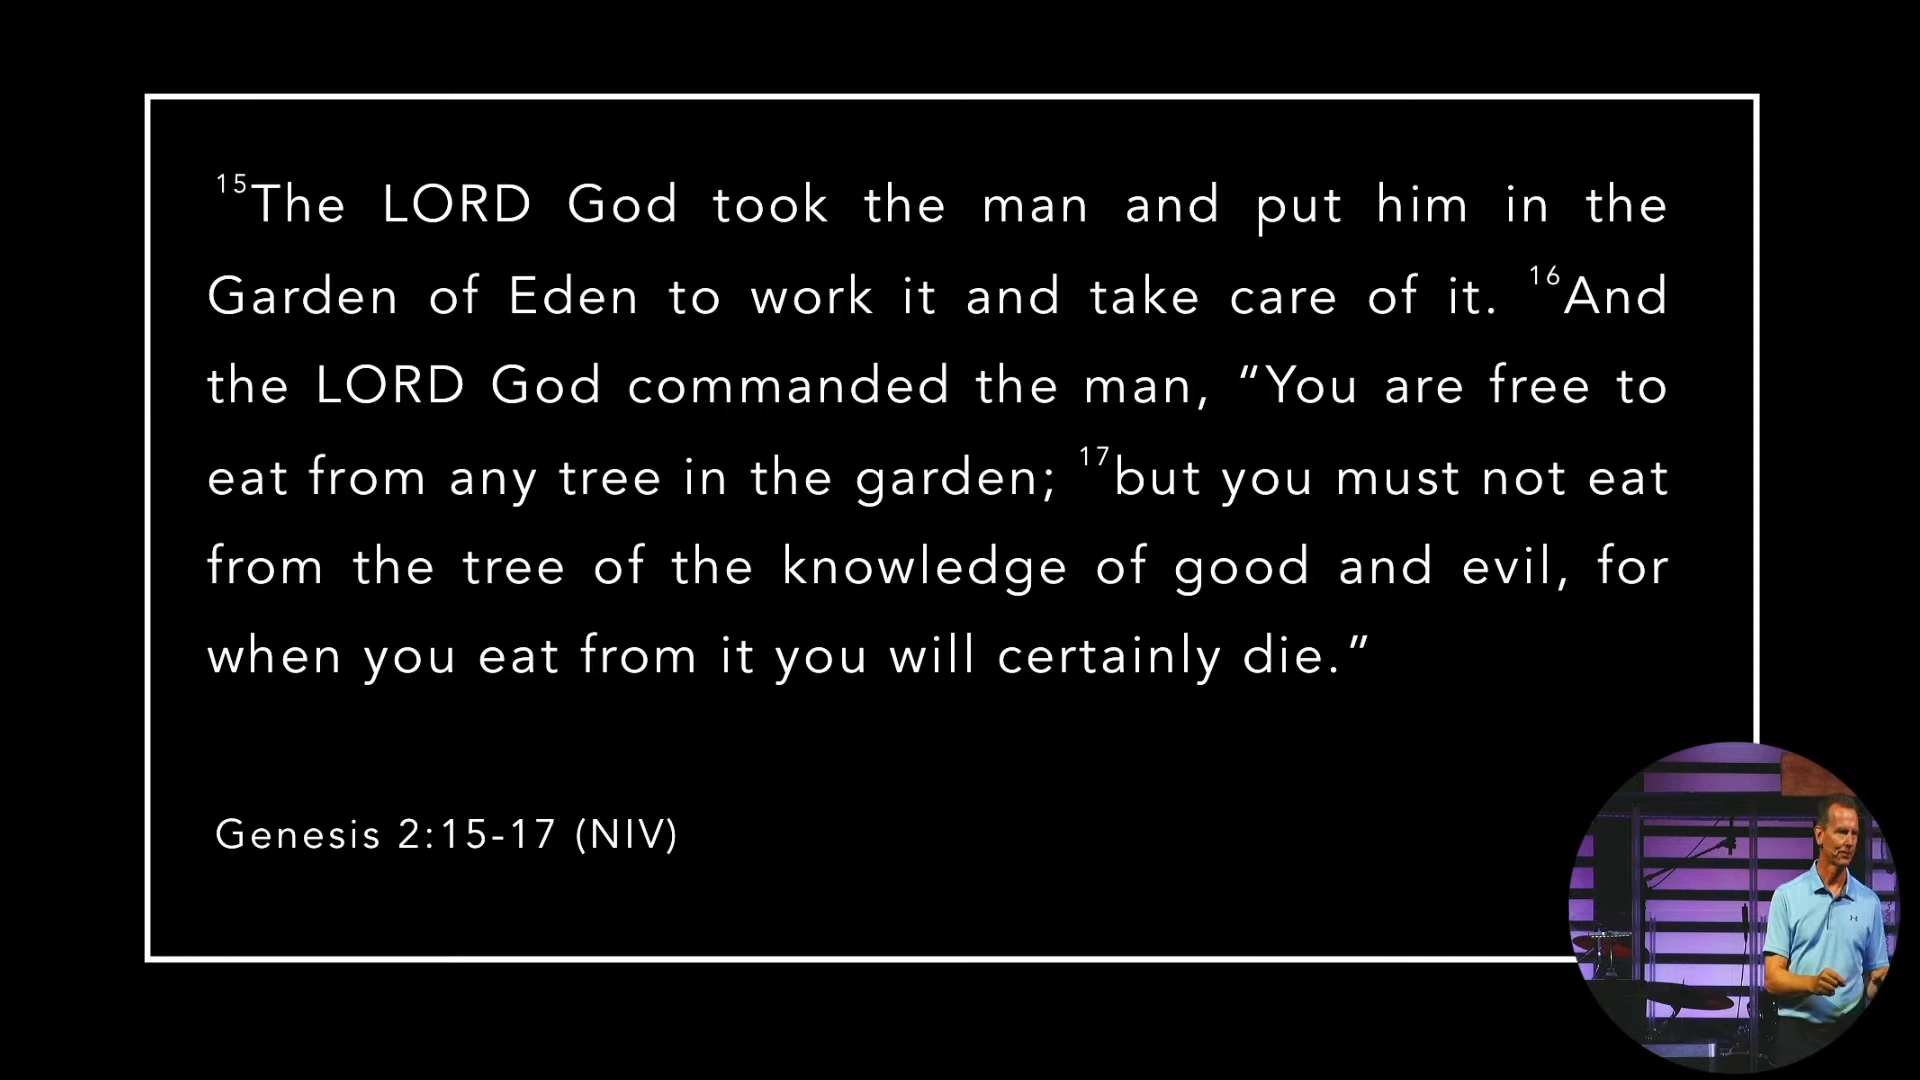 ¹⁵The LORD God took the man and put him in the
Garden of Eden to work it and take care of it. ¹⁶And
the LORD God commanded the man, “You are free to
eat from any tree in the garden; ¹⁷but you must not eat
from the tree of the knowledge of good and evil, for
when you eat from it you will certainly die.”
Genesis 2:15-17 (NIV)